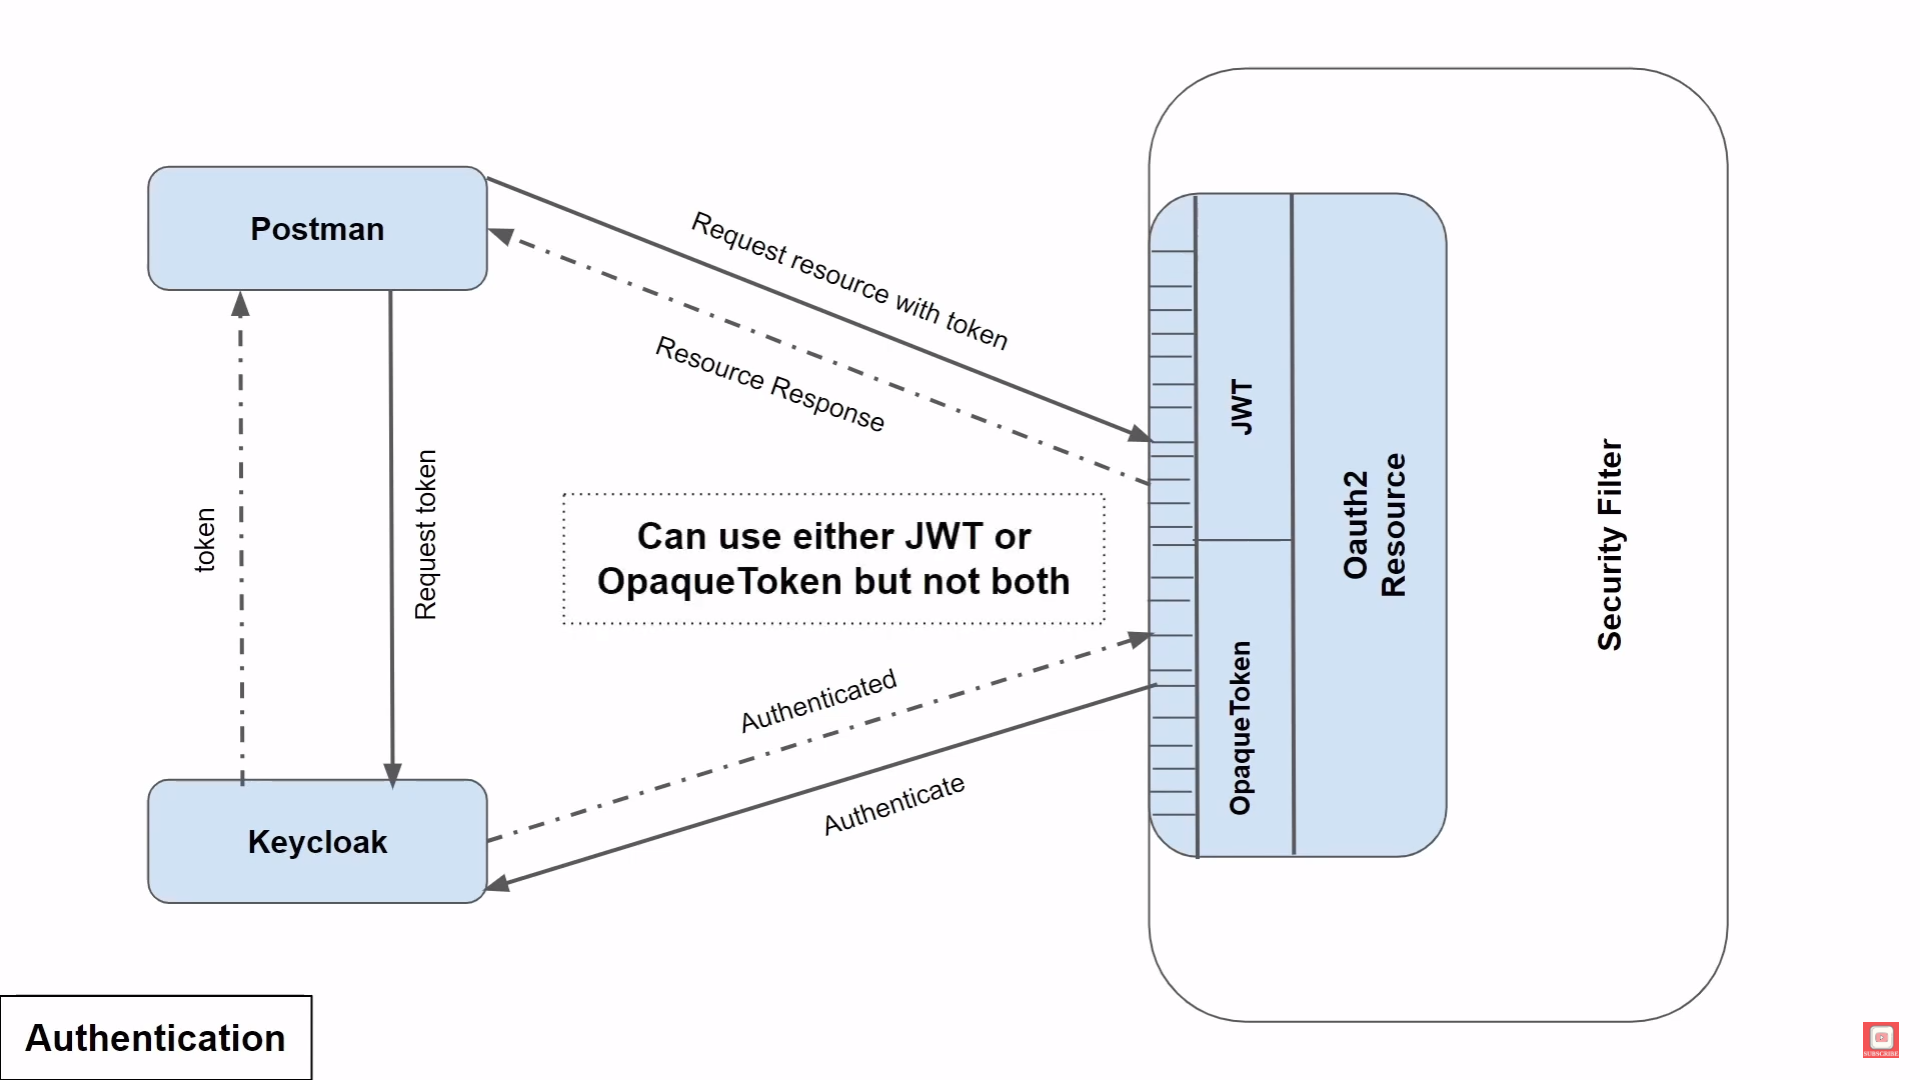 Postman
Request resource with token
Resource Response
token
Request token
Can use either JWT or
OpaqueToken but not both
JWT
OpaqueToken
Oauth2
Resource
Security Filter
Authenticated
Authenticate
Keycloak
Authentication
SUBSCRIBE